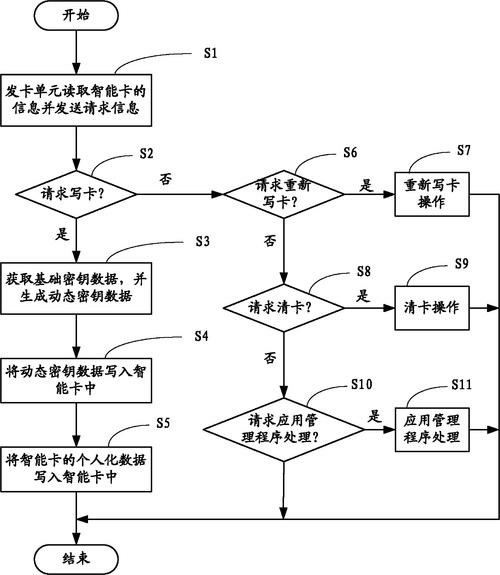 开始
S1
发卡单元读取智能卡的
信息并发送请求信息
S2
请求写卡？
否
是
S6
请求重新
写卡？
是
否
S7
重新写卡
操作
S3
获取基础密钥数据，并
生成动态密钥数据
S8
请求清卡？
是
否
S9
清卡操作
S4
将动态密钥数据写入智
能卡中
S10
请求应用管
理程序处理？
是
S11
应用管理
程序处理
S5
将智能卡的个人化数据
写入智能卡中
结束